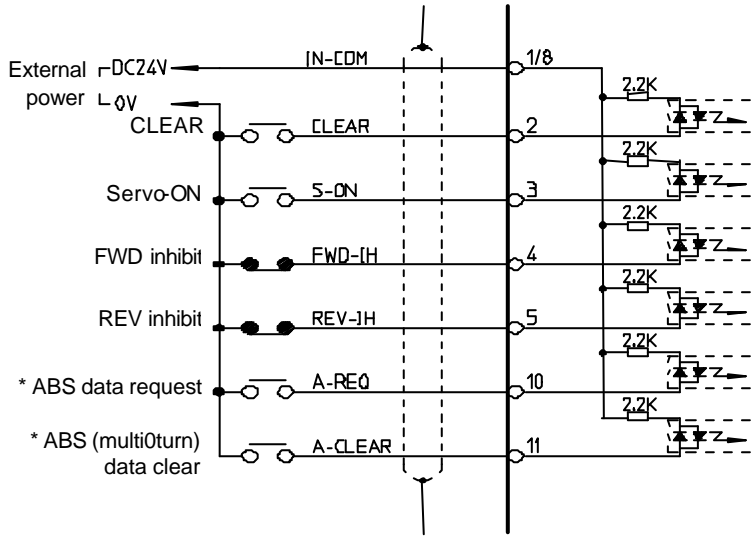 External power
DC24V
0V
IN-COM
1/8
2.2K
CLEAR
CLEAR
2
2.2K
Servo-ON
S-ON
3
2.2K
FWD inhibit
FWD-IH
4
2.2K
REV inhibit
REV-IH
5
2.2K
* ABS data request
A-REQ
10
2.2K
* ABS (multi0turn)
data clear
A-CLEAR
11